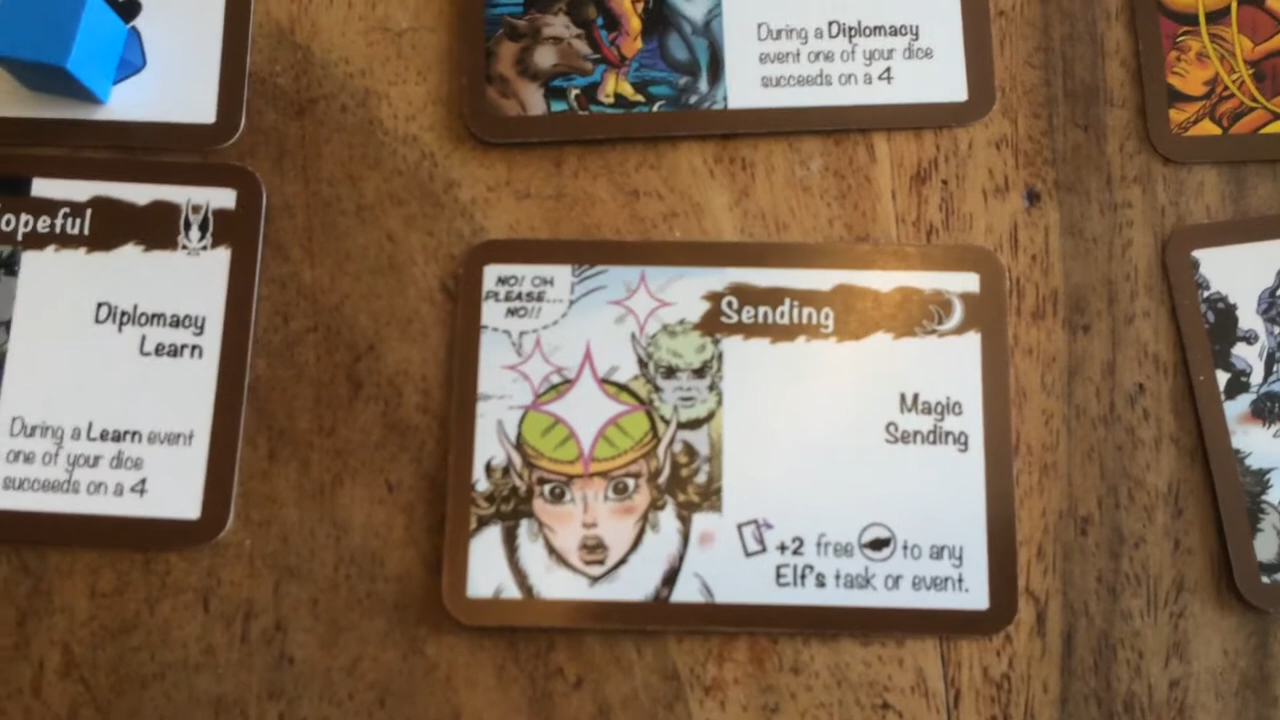 During a Diplomacy
event one of your dice
succeeds on a 4
opeful
Diplomacy
Learn
During a Learn event
one of your dice
succeeds on a 4
NO! OH
PLEASE...
NO!!
Sending
Magic
Sending
+2 free to any
Elf's task or event.